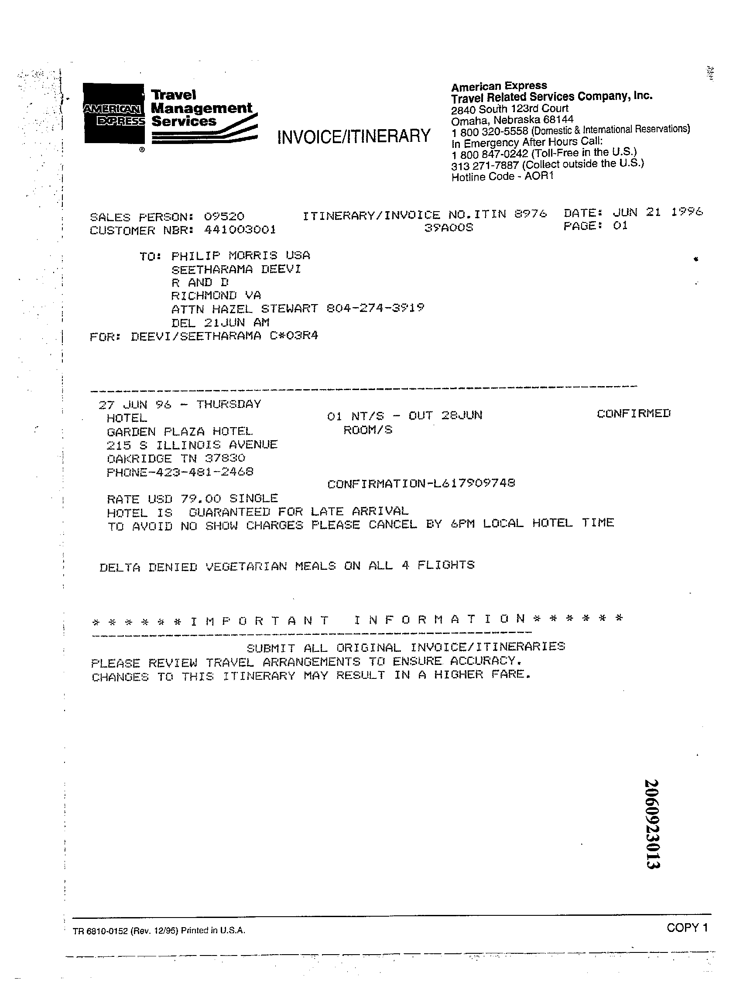 AMERICAN EXPRESS
Travel Management Services
®
INVOICE/ITINERARY
American Express
Travel Related Services Company, Inc.
2840 South 123rd Court
Omaha, Nebraska 68144
1 800 320-5558 (Domestic & International Reservations)
In Emergency After Hours Call:
1 800 847-0242 (Toll-Free in the U.S.)
313 271-7887 (Collect outside the U.S.)
Hotline Code - AOR1
SALES PERSON: 09520 ITINERARY/INVOICE NO.ITIN 8976 DATE: JUN 21 1996
CUSTOMER NBR: 441003001 39A00S PAGE: 01
TO: PHILIP MORRIS USA
SEETHARAMA DEEVI
R AND D
RICHMOND VA
ATTN HAZEL STEWART 804-274-3919
DEL 21JUN AM
FOR: DEEVI/SEETHARAMA C*03R4
27 JUN 96 - THURSDAY
HOTEL 01 NT/S - OUT 28JUN CONFIRMED
GARDEN PLAZA HOTEL ROOM/S
215 S ILLINOIS AVENUE
OAKRIDGE TN 37830
PHONE-423-481-2468
CONFIRMATION-L617909748
RATE USD 79.00 SINGLE
HOTEL IS GUARANTEED FOR LATE ARRIVAL
TO AVOID NO SHOW CHARGES PLEASE CANCEL BY 6PM LOCAL HOTEL TIME
DELTA DENIED VEGETARIAN MEALS ON ALL 4 FLIGHTS
* * * * * * I M P O R T A N T I N F O R M A T I O N * * * * * *
SUBMIT ALL ORIGINAL INVOICE/ITINERARIES
PLEASE REVIEW TRAVEL ARRANGEMENTS TO ENSURE ACCURACY.
CHANGES TO THIS ITINERARY MAY RESULT IN A HIGHER FARE.
2060923013
TR 6810-0152 (Rev. 12/95) Printed in U.S.A. COPY 1